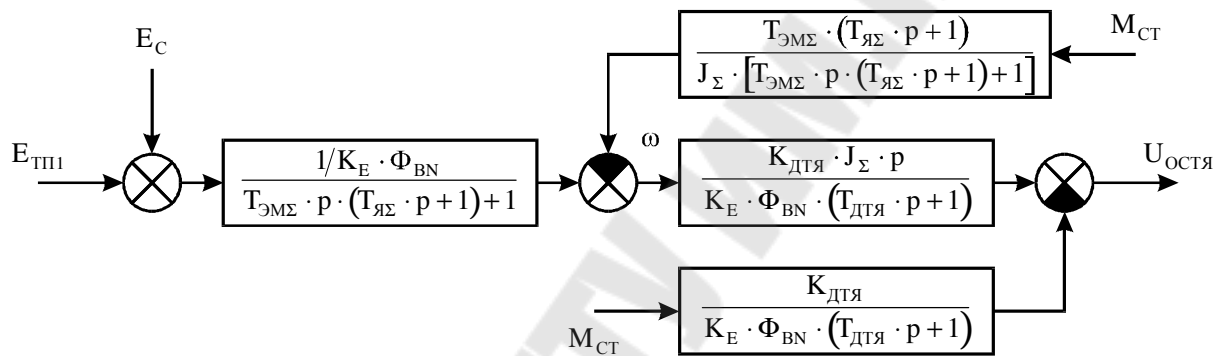 E_C
T_ЭМΣ · (T_ЯΣ · p + 1)
M_СТ
J_Σ · [T_ЭМΣ · p · (T_ЯΣ · p + 1) + 1]
E_ТП1
1/K_E · Φ_BN
T_ЭМΣ · p · (T_ЯΣ · p + 1) + 1
ω
K_ДТЯ · J_Σ · p
K_E · Φ_BN · (T_ДТЯ · p + 1)
U_ОСТЯ
K_ДТЯ
K_E · Φ_BN · (T_ДТЯ · p + 1)
M_СТ